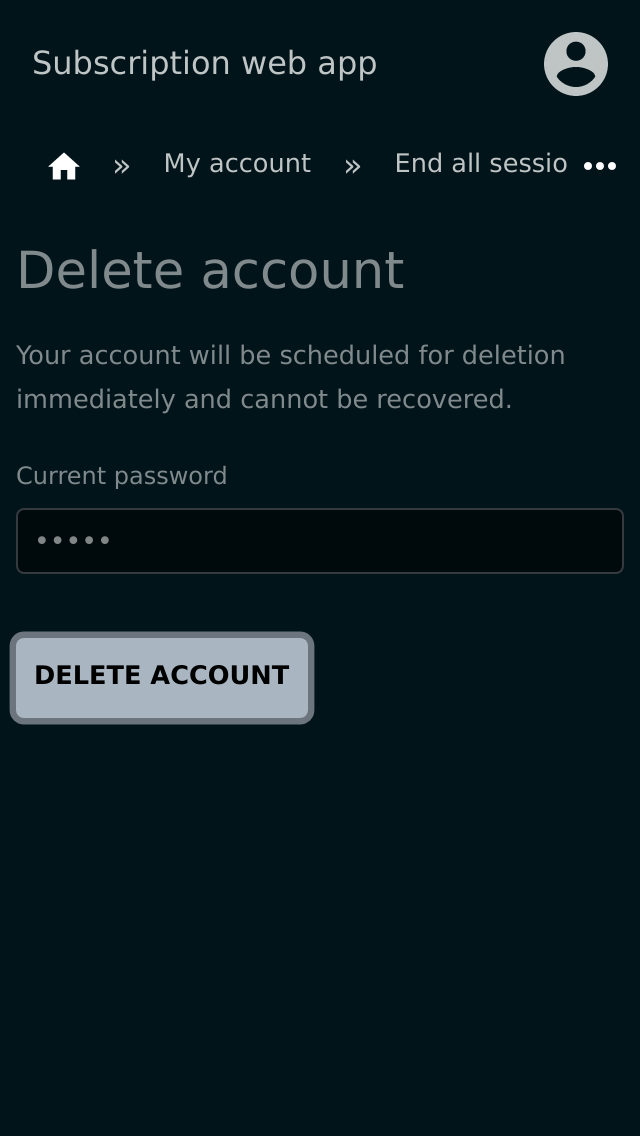 Subscription web app
» My account » End all sessio •••
Delete account
Your account will be scheduled for deletion
immediately and cannot be recovered.
Current password
•••••
DELETE ACCOUNT